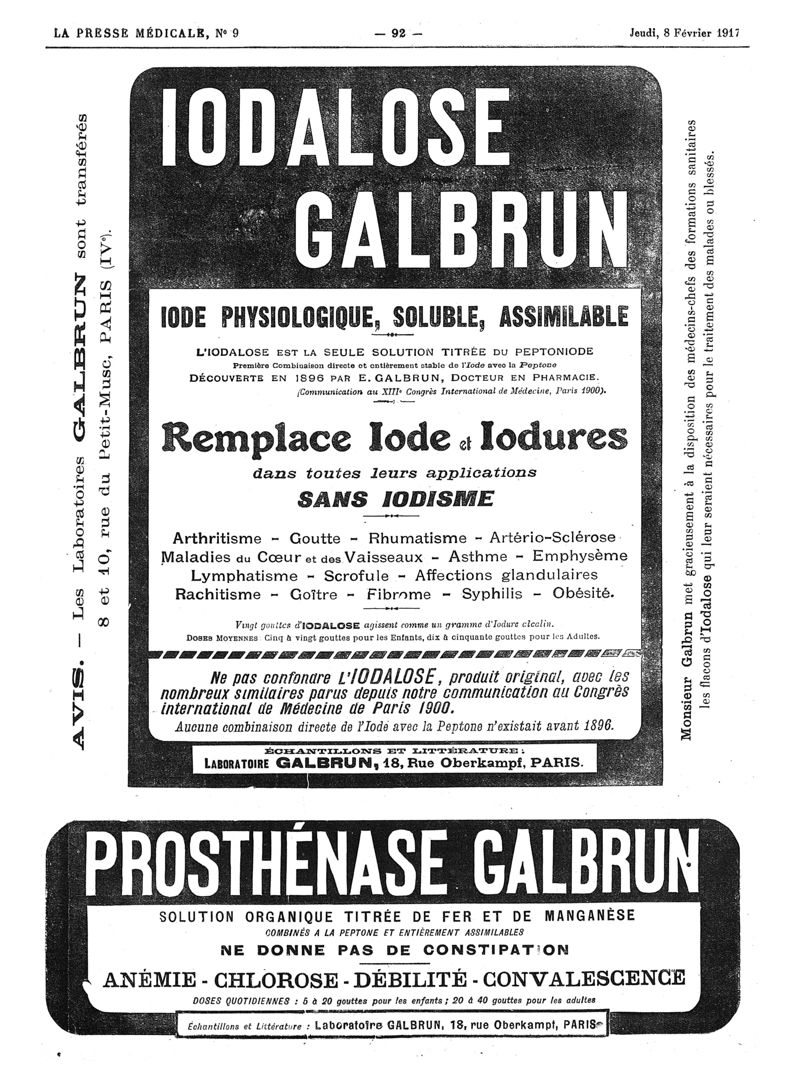 LA PRESSE MÉDICALE, N° 9
— 92 —
Jeudi, 8 Février 1917
AVIS. — Les Laboratoires GALBRUN sont transférés
8 et 10, rue du Petit-Musc, PARIS (IVe).
IODALOSE
GALBRUN
IODE PHYSIOLOGIQUE, SOLUBLE, ASSIMILABLE
L'IODALOSE EST LA SEULE SOLUTION TITRÉE DU PEPTONIODE
Première Combinaison directe et entièrement stable de l'Iode avec la Peptone
DÉCOUVERTE EN 1896 PAR E. GALBRUN, DOCTEUR EN PHARMACIE.
(Communication au XIIIe Congrès International de Médecine, Paris 1900).
Remplace Iode et Iodures
dans toutes leurs applications
SANS IODISME
Arthritisme - Goutte - Rhumatisme - Artério-Sclérose
Maladies du Cœur et des Vaisseaux - Asthme - Emphysème
Lymphatisme - Scrofule - Affections glandulaires
Rachitisme - Goître - Fibrome - Syphilis - Obésité.
Vingt gouttes d'IODALOSE agissent comme un gramme d'Iodure alcalin.
DOSES MOYENNES : Cinq à vingt gouttes pour les Enfants, dix à cinquante gouttes pour les Adultes.
Ne pas confondre L'IODALOSE, produit original, avec les
nombreux similaires parus depuis notre communication au Congrès
international de Médecine de Paris 1900.
Aucune combinaison directe de l'Iode avec la Peptone n'existait avant 1896.
ÉCHANTILLONS ET LITTÉRATURE :
LABORATOIRE GALBRUN, 18, Rue Oberkampf, PARIS.
Monsieur Galbrun met gracieusement à la disposition des médecins-chefs des formations sanitaires
les flacons d'Iodalose qui leur seraient nécessaires pour le traitement des malades ou blessés.
PROSTHÉNASE GALBRUN
SOLUTION ORGANIQUE TITRÉE DE FER ET DE MANGANÈSE
COMBINÉS A LA PEPTONE ET ENTIÈREMENT ASSIMILABLES
NE DONNE PAS DE CONSTIPATION
ANÉMIE - CHLOROSE - DÉBILITÉ - CONVALESCENCE
DOSES QUOTIDIENNES : 5 à 20 gouttes pour les enfants ; 20 à 40 gouttes pour les adultes
Échantillons et Littérature : Laboratoire GALBRUN, 18, rue Oberkampf, PARIS